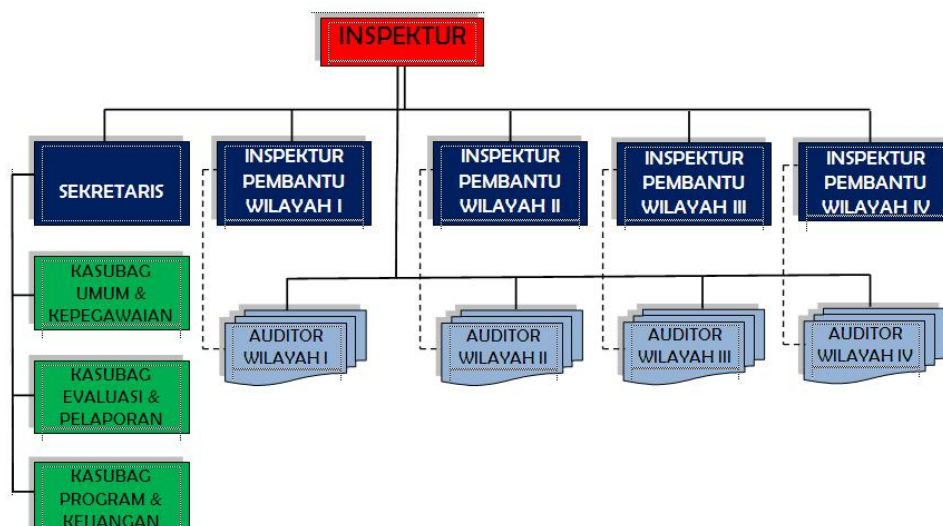 INSPEKTUR
SEKRETARIS
INSPEKTUR
PEMBANTU
WILAYAH I
INSPEKTUR
PEMBANTU
WILAYAH II
INSPEKTUR
PEMBANTU
WILAYAH III
INSPEKTUR
PEMBANTU
WILAYAH IV
KASUBAG
UMUM &
KEPEGAWAIAN
KASUBAG
EVALUASI &
PELAPORAN
KASUBAG
PROGRAM &
KEUANGAN
AUDITOR
WILAYAH I
AUDITOR
WILAYAH II
AUDITOR
WILAYAH III
AUDITOR
WILAYAH IV